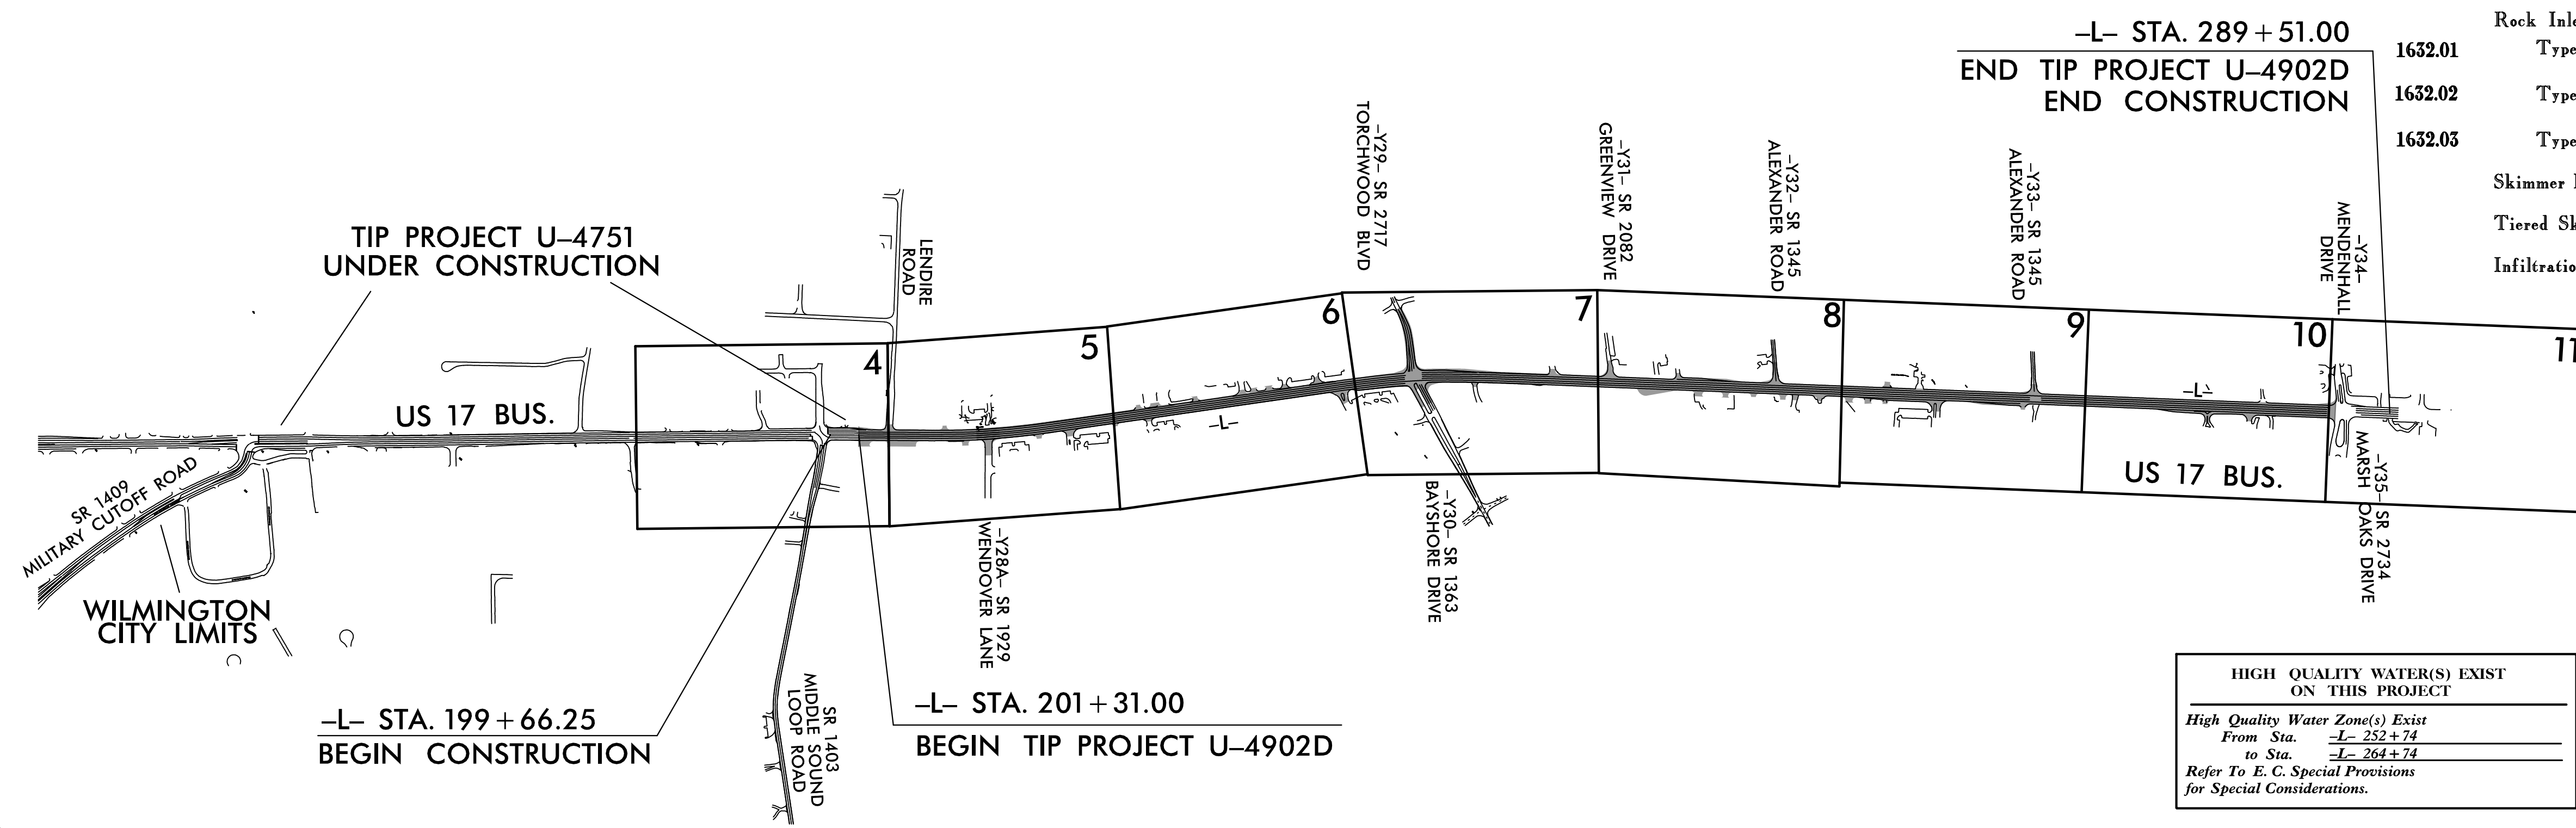 Rock Inle
1632.01 Type
1632.02 Type
1632.03 Type
Skimmer
Tiered Sk
Infiltratio
–L– STA. 289+51.00
END TIP PROJECT U–4902D
END CONSTRUCTION
–Y29– SR 2717
TORCHWOOD BLVD
–Y31– SR 2082
GREENVIEW DRIVE
–Y32– SR 1345
ALEXANDER ROAD
–Y33– SR 1345
ALEXANDER ROAD
–Y34–
MENDENHALL
DRIVE
TIP PROJECT U–4751
UNDER CONSTRUCTION
LENDIRE
ROAD
4
5
6
7
8
9
10
11
US 17 BUS.
–L–
–L–
US 17 BUS.
SR 1409
MILITARY CUTOFF ROAD
WILMINGTON
CITY LIMITS
–Y28A– SR 1929
WENDOVER LANE
–Y30– SR 1363
BAYSHORE DRIVE
–Y35– SR 2734
MARSH OAKS DRIVE
–L– STA. 199+66.25
BEGIN CONSTRUCTION
SR 1403
MIDDLE SOUND
LOOP ROAD
–L– STA. 201+31.00
BEGIN TIP PROJECT U–4902D
HIGH QUALITY WATER(S) EXIST
ON THIS PROJECT
High Quality Water Zone(s) Exist
From Sta. –L– 252+74
to Sta. –L– 264+74
Refer To E. C. Special Provisions
for Special Considerations.